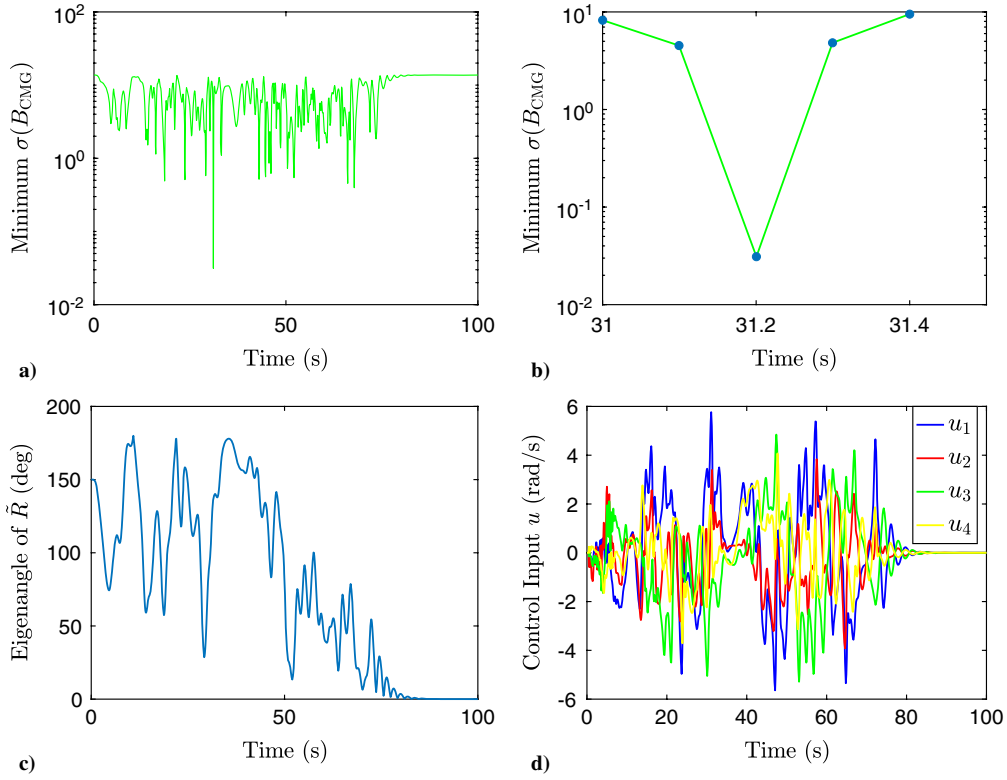 10^2
10^0
10^-2
0
50
100
Minimum σ(B_CMG)
Time (s)
a)
10^1
10^0
10^-1
10^-2
31
31.2
31.4
Minimum σ(B_CMG)
Time (s)
b)
200
150
100
50
0
0
50
100
Eigenangle of R̃ (deg)
Time (s)
c)
6
4
2
0
-2
-4
-6
0
20
40
60
80
100
Control Input u (rad/s)
Time (s)
u_1
u_2
u_3
u_4
d)